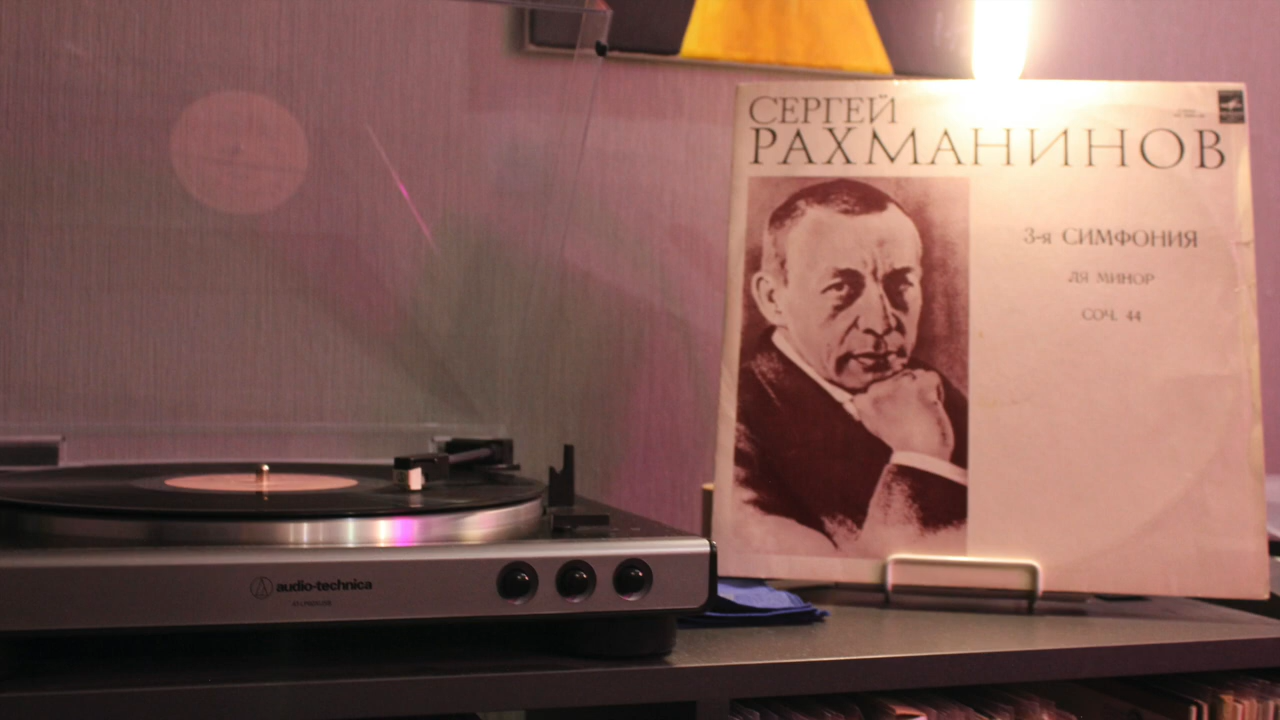 СЕРГЕЙ
РАХМАНИНОВ
3-я СИМФОНИЯ
ЛЯ МИНОР
СОЧ. 44
audio-technica